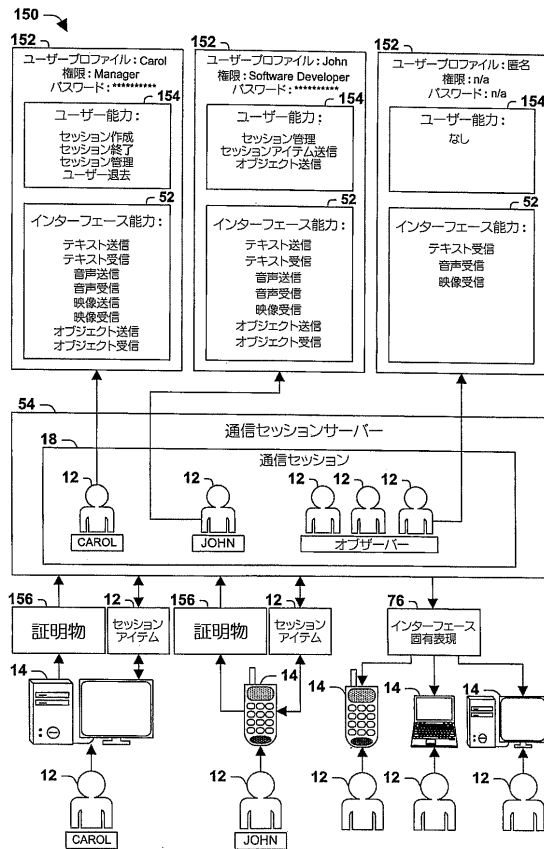 150
152
ユーザープロファイル：Carol
権限：Manager
パスワード：**********
154
ユーザー能力：
セッション作成
セッション終了
セッション管理
ユーザー退去
52
インターフェース能力：
テキスト送信
テキスト受信
音声送信
音声受信
映像送信
映像受信
オブジェクト送信
オブジェクト受信
152
ユーザープロファイル：John
権限：Software Developer
パスワード：**********
154
ユーザー能力：
セッション管理
セッションアイテム送信
オブジェクト送信
52
インターフェース能力：
テキスト送信
テキスト受信
音声送信
音声受信
映像受信
オブジェクト送信
オブジェクト受信
152
ユーザープロファイル：匿名
権限：n/a
パスワード：n/a
154
ユーザー能力：
なし
52
インターフェース能力：
テキスト受信
音声受信
映像受信
54
通信セッションサーバー
18
通信セッション
12
CAROL
12
JOHN
12 12 12
オブザーバー
156
証明物
12
セッション
アイテム
156
証明物
12
セッション
アイテム
76
インターフェース
固有表現
14
14
14
14
14
12
CAROL
12
JOHN
12
12
12